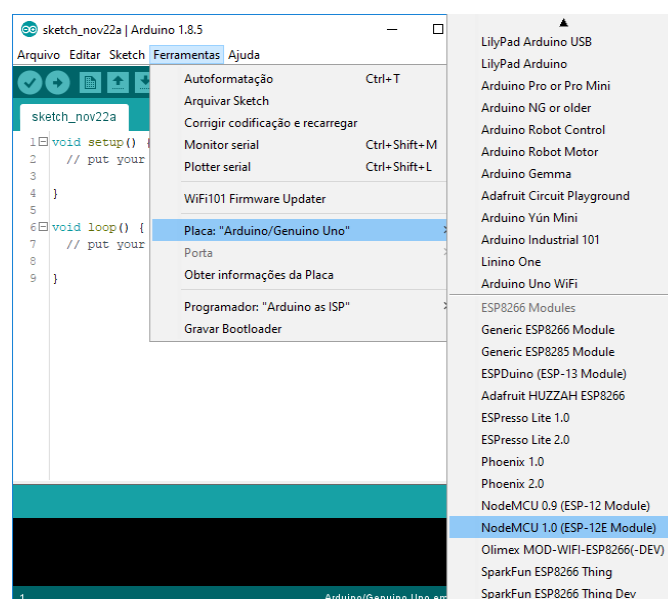 sketch_nov22a | Arduino 1.8.5
Arquivo Editar Sketch Ferramentas Ajuda
sketch_nov22a
1 void setup() {
2 // put your
3
4 }
5
6 void loop() {
7 // put your
8
9 }
Autoformatação Ctrl+T
Arquivar Sketch
Corrigir codificação e recarregar
Monitor serial Ctrl+Shift+M
Plotter serial Ctrl+Shift+L
WiFi101 Firmware Updater
Placa: "Arduino/Genuino Uno"
Porta
Obter informações da Placa
Programador: "Arduino as ISP"
Gravar Bootloader
LilyPad Arduino USB
LilyPad Arduino
Arduino Pro or Pro Mini
Arduino NG or older
Arduino Robot Control
Arduino Robot Motor
Arduino Gemma
Adafruit Circuit Playground
Arduino Yún Mini
Arduino Industrial 101
Linino One
Arduino Uno WiFi
ESP8266 Modules
Generic ESP8266 Module
Generic ESP8285 Module
ESPDuino (ESP-13 Module)
Adafruit HUZZAH ESP8266
ESPresso Lite 1.0
ESPresso Lite 2.0
Phoenix 1.0
Phoenix 2.0
NodeMCU 0.9 (ESP-12 Module)
NodeMCU 1.0 (ESP-12E Module)
Olimex MOD-WIFI-ESP8266(-DEV)
SparkFun ESP8266 Thing
SparkFun ESP8266 Thing Dev
1 Arduino/Genuino Uno em